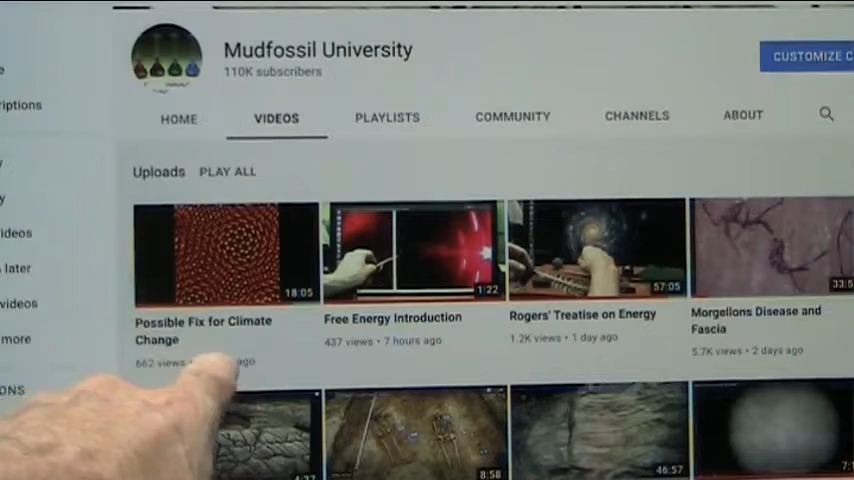 Mudfossil University
110K subscribers
CUSTOMIZE C
HOME VIDEOS PLAYLISTS COMMUNITY CHANNELS ABOUT
Uploads PLAY ALL
18:05
1:22
57:05
33:5
Possible Fix for Climate
Change
662 views • ago
Free Energy Introduction
437 views • 7 hours ago
Rogers' Treatise on Energy
1.2K views • 1 day ago
Morgellons Disease and
Fascia
5.7K views • 2 days ago
4:37
8:58
46:57
7:1
e
riptions
y
ideos
later
videos
more
ONS